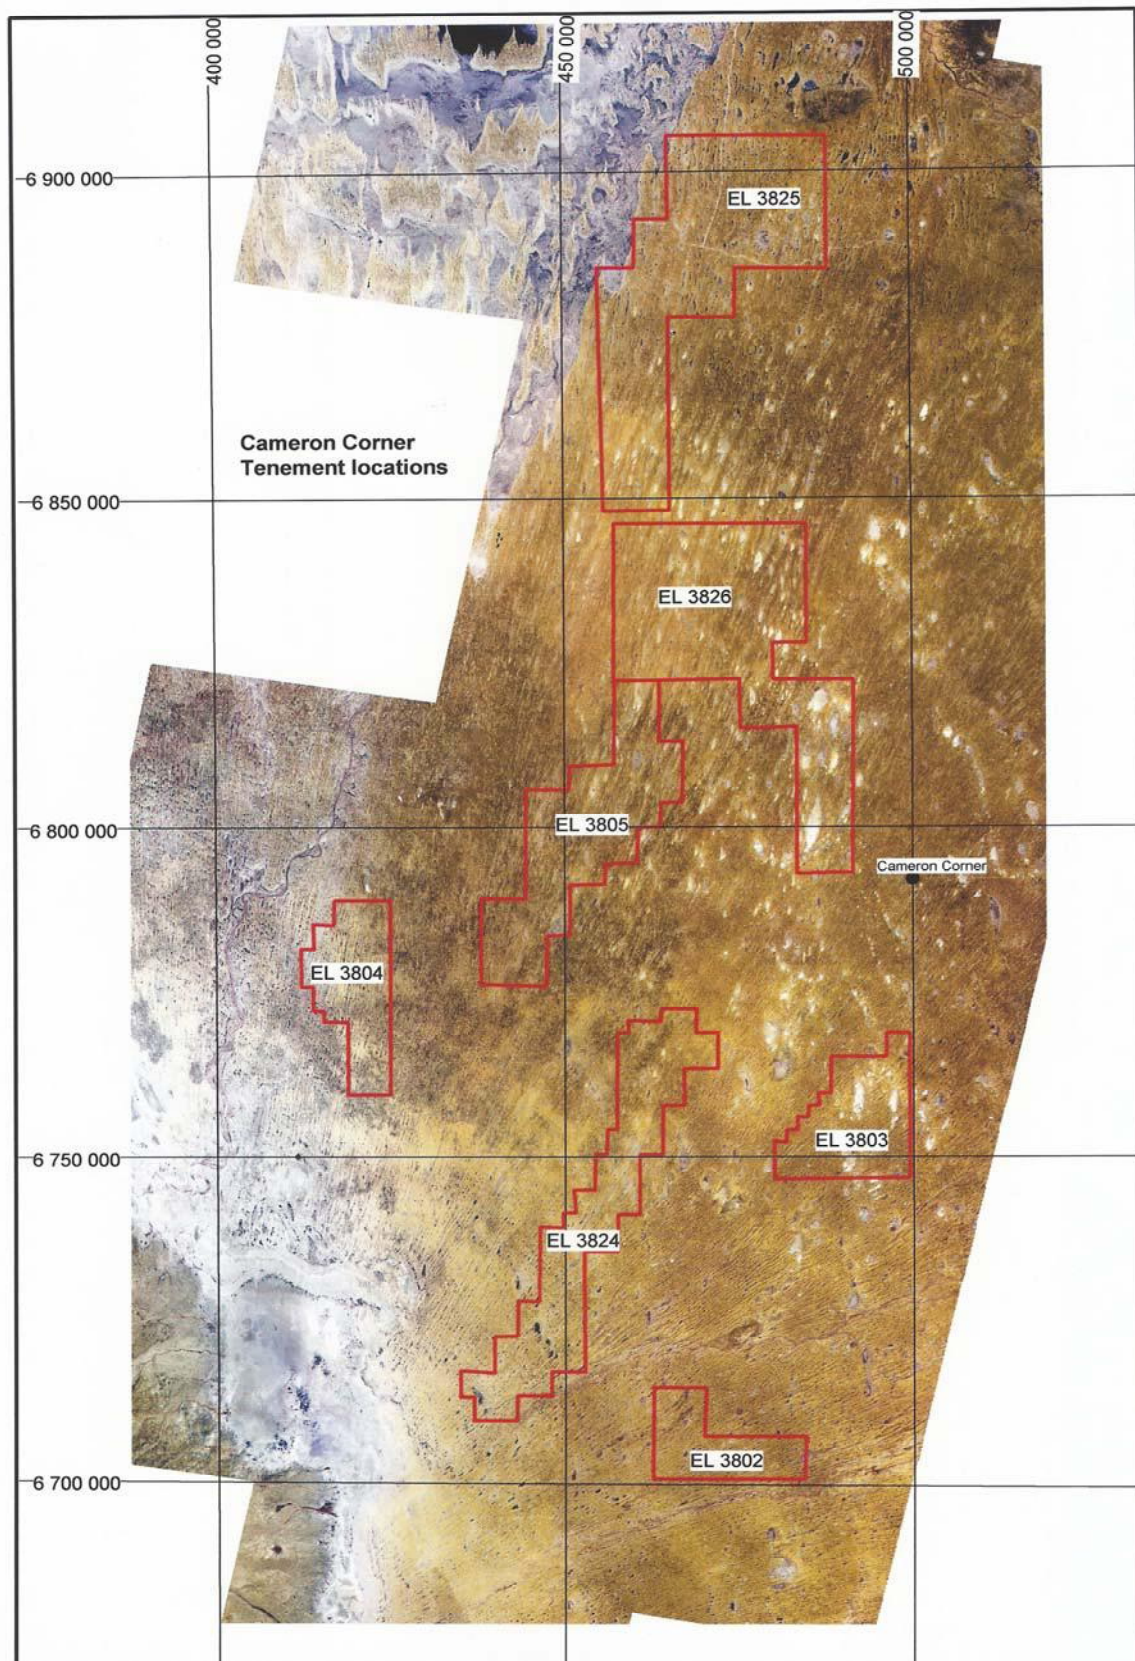 400 000
450 000
500 000
6 900 000
EL 3825
Cameron Corner
Tenement locations
6 850 000
EL 3826
6 800 000
EL 3805
Cameron Corner
EL 3804
EL 3803
6 750 000
EL 3824
EL 3802
6 700 000